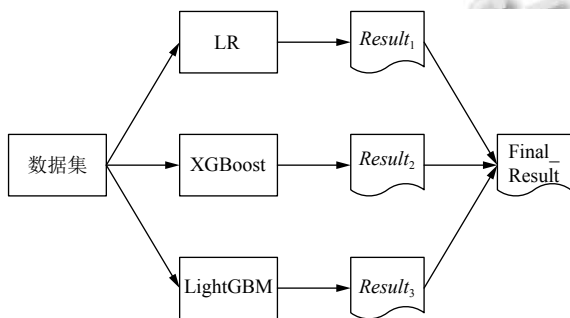 LR
Result₁
数据集
XGBoost
Result₂
Final_
Result
LightGBM
Result₃